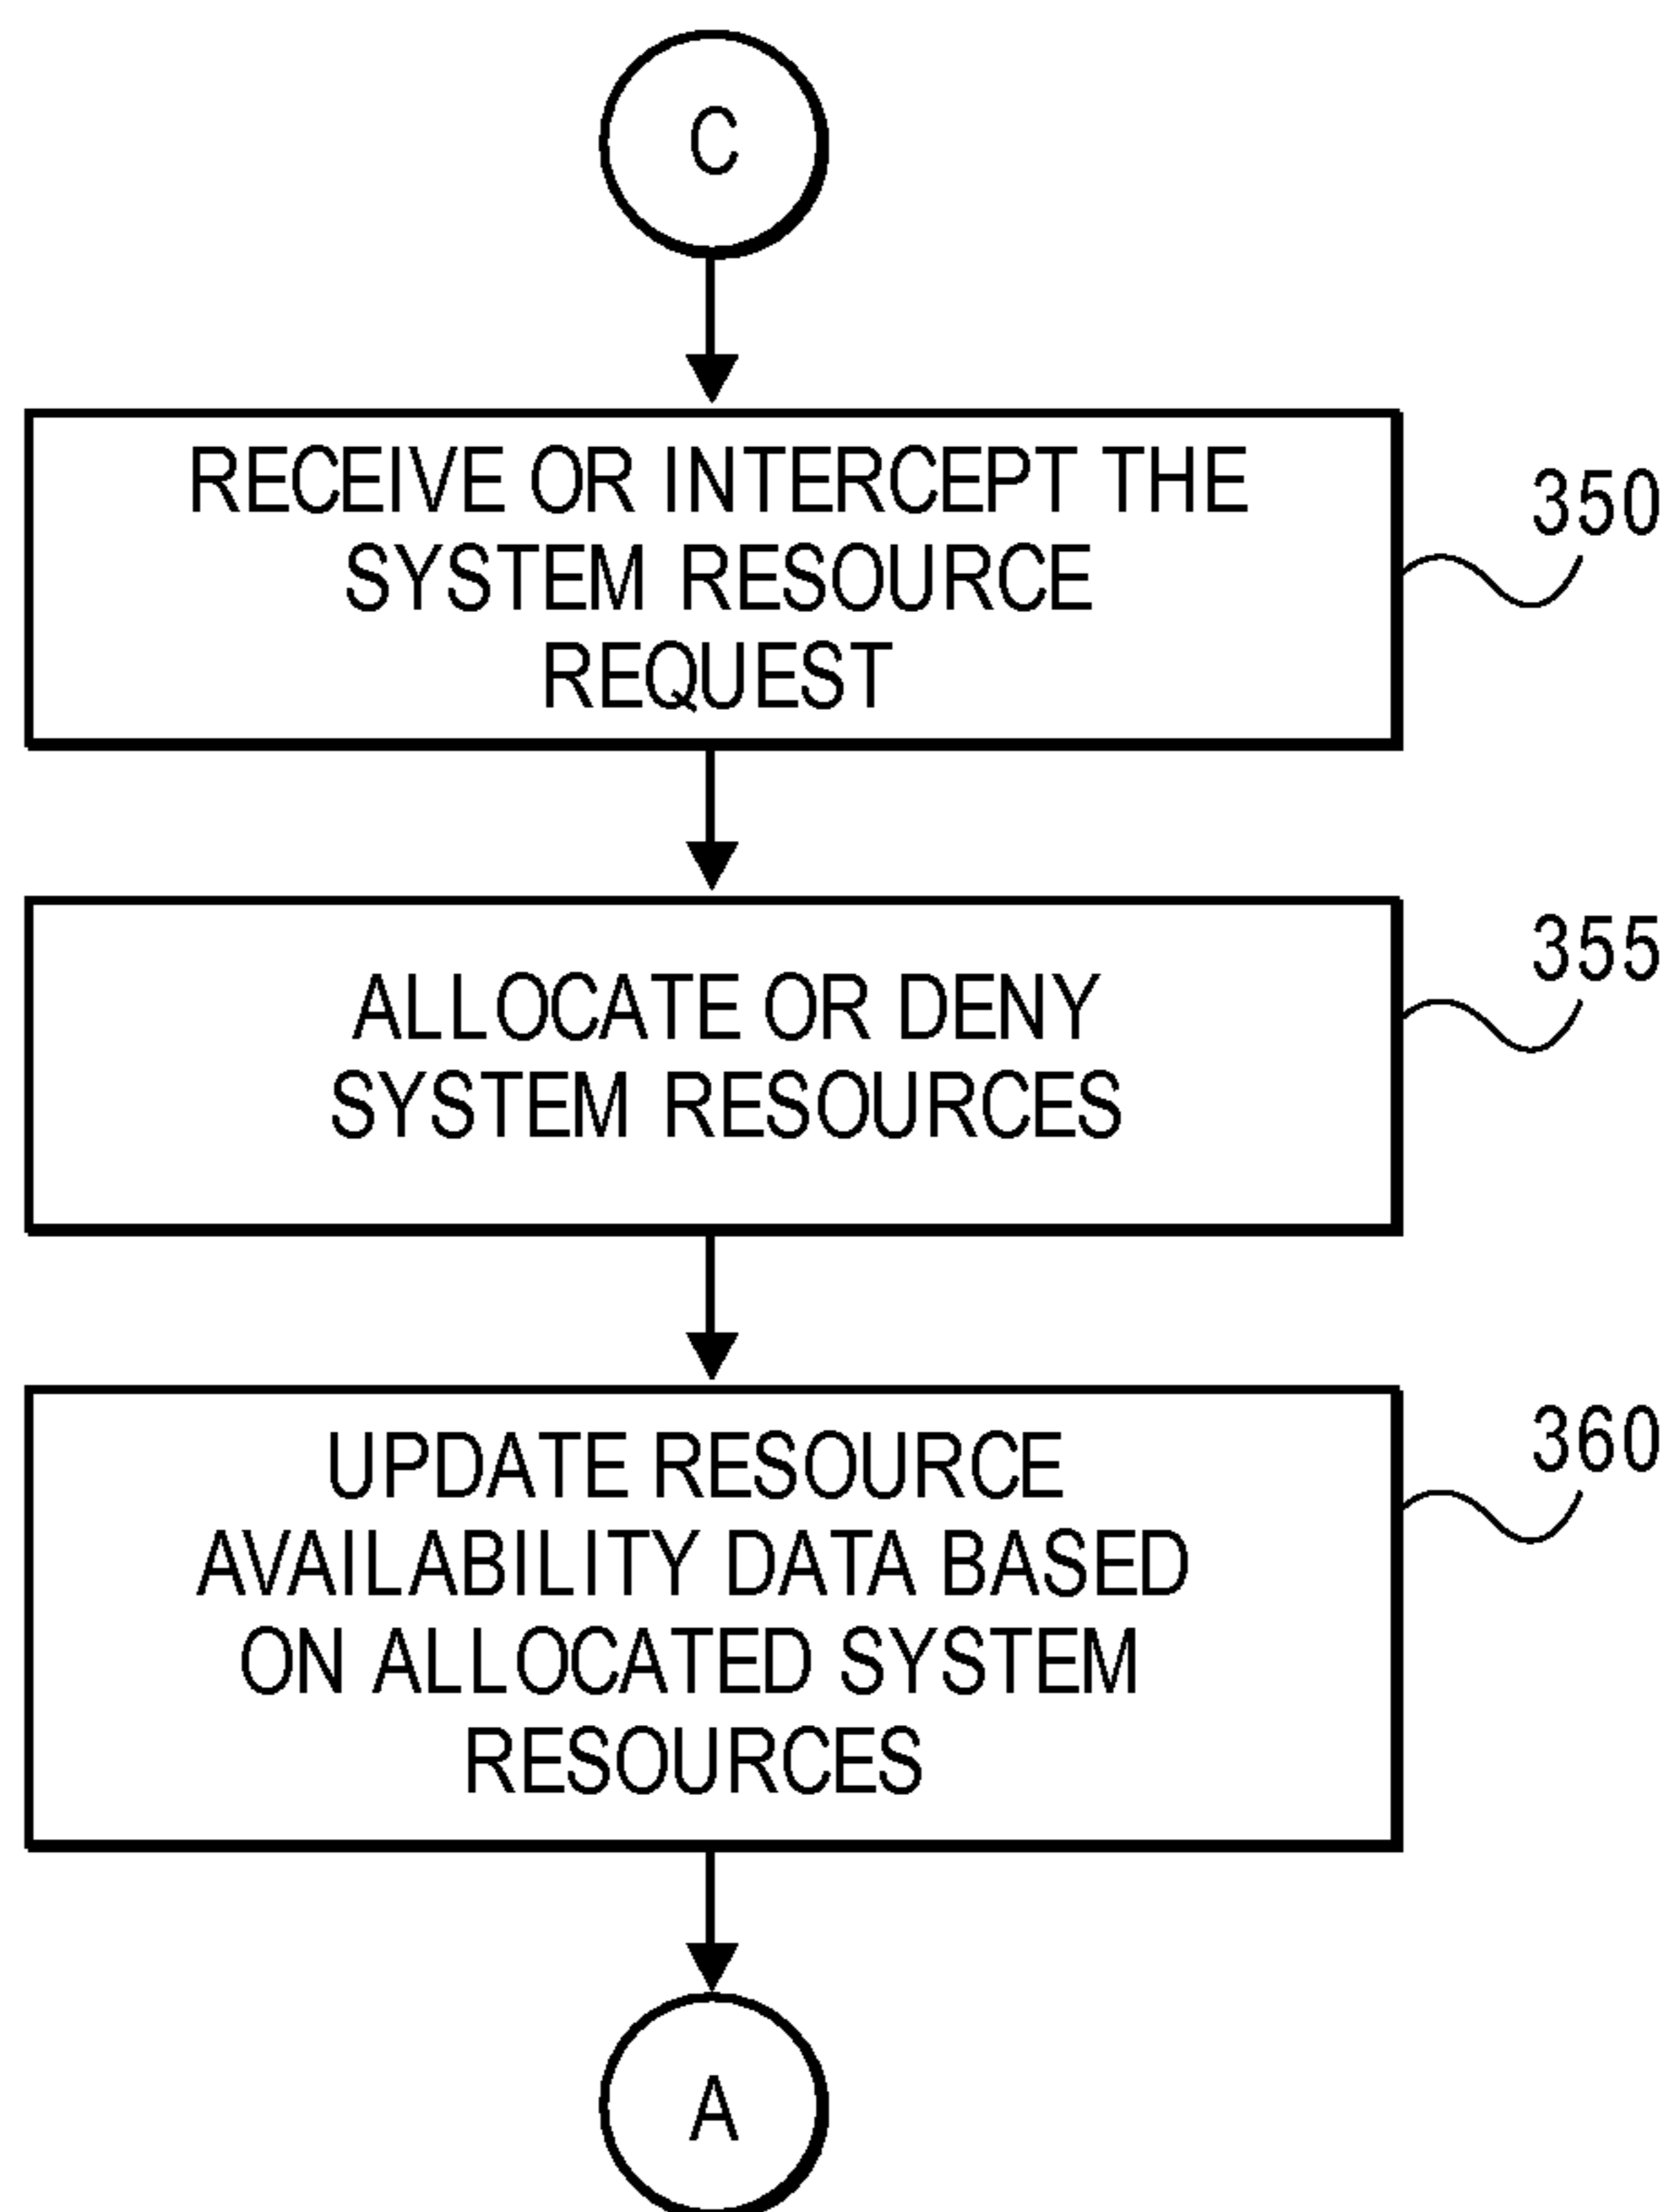 C
RECEIVE OR INTERCEPT THE
SYSTEM RESOURCE
REQUEST
350
ALLOCATE OR DENY
SYSTEM RESOURCES
355
UPDATE RESOURCE
AVAILABILITY DATA BASED
ON ALLOCATED SYSTEM
RESOURCES
360
A